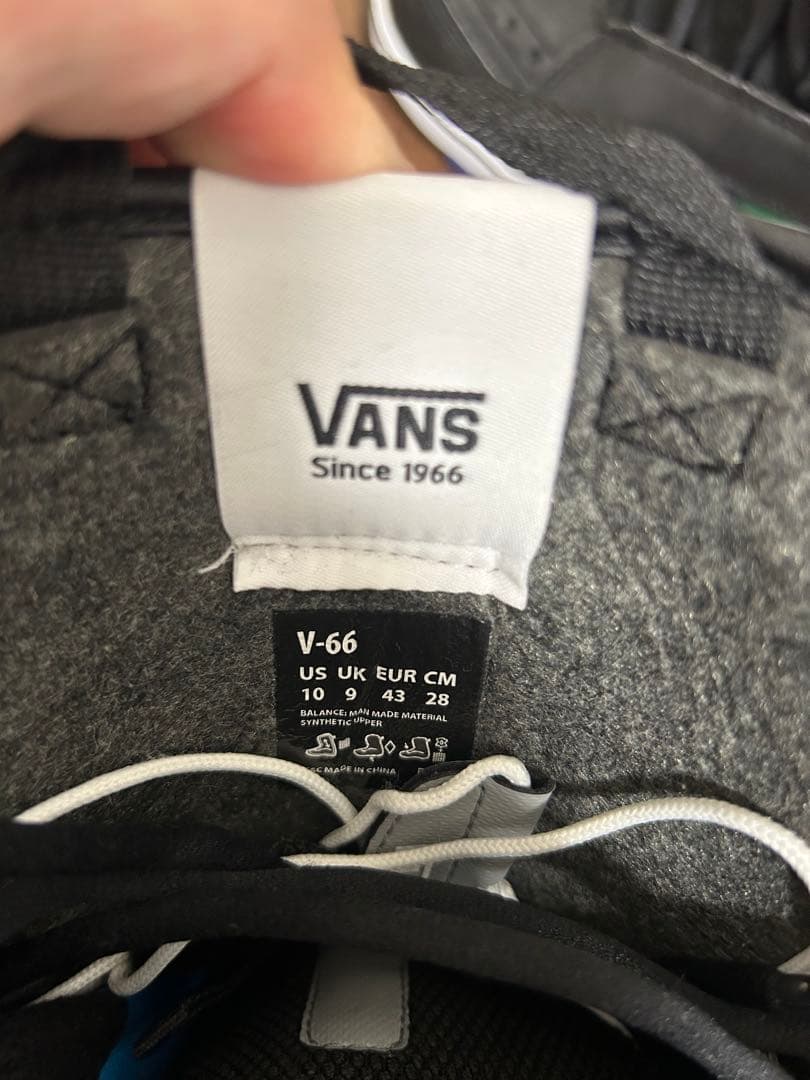 VANS
Since 1966
V-66
US UK EUR CM
10 9 43 28
BALANCE: MAN MADE MATERIAL
SYNTHETIC UPPER
MADE IN CHINA